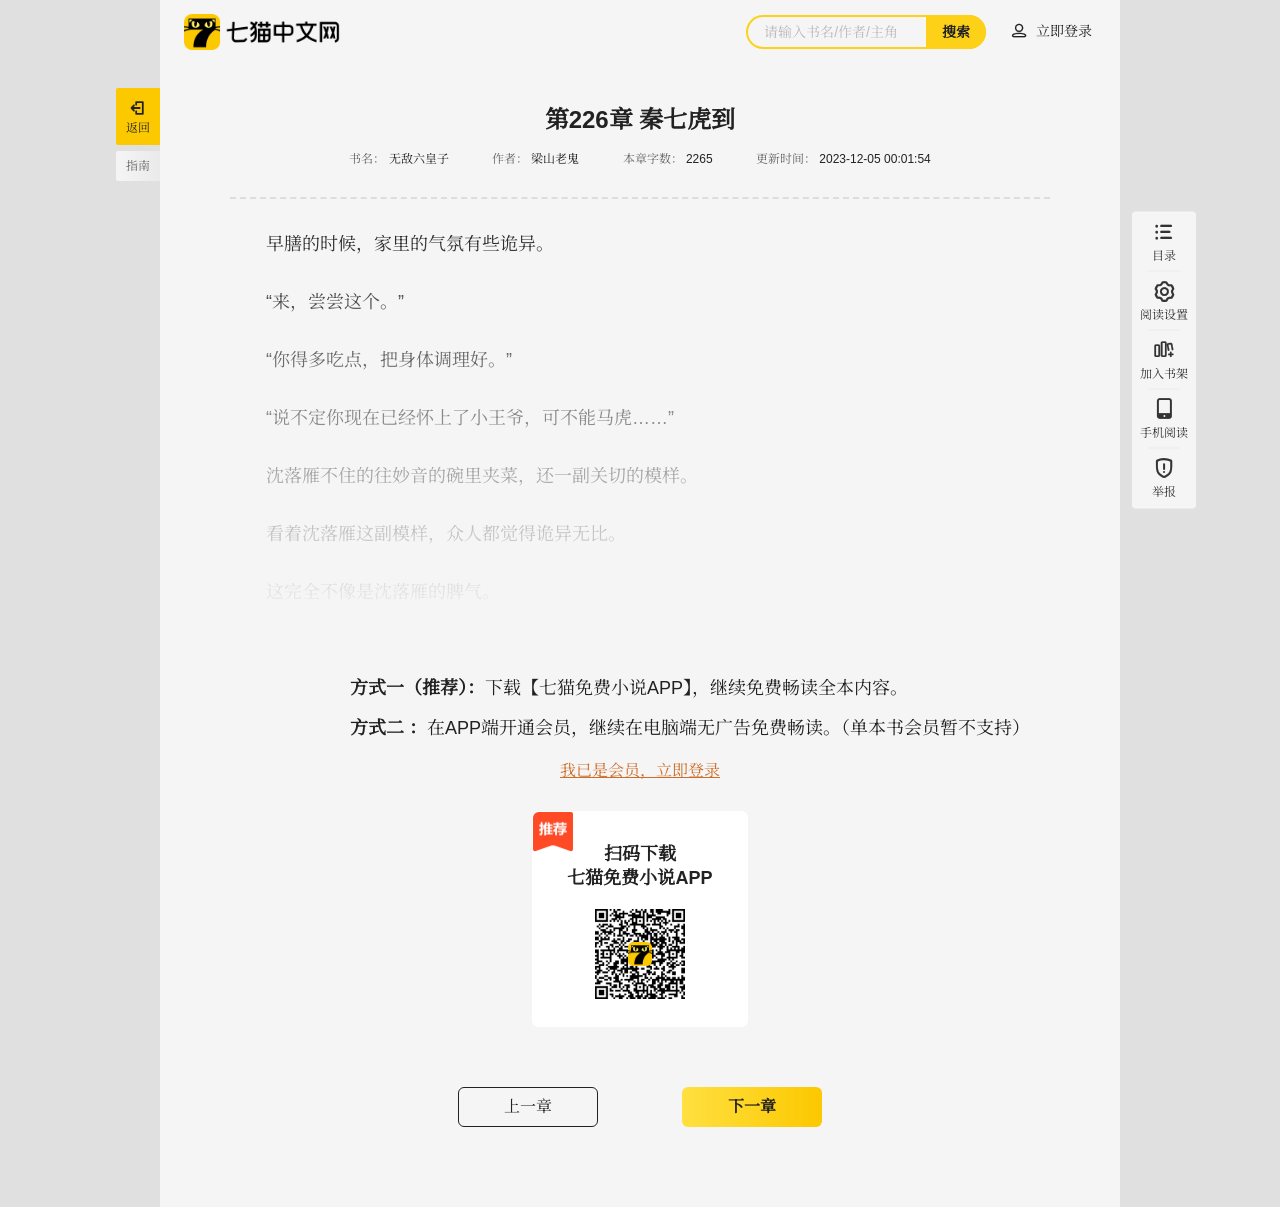 七猫中文网
请输入书名/作者/主角
搜索
立即登录
返回
指南
第226章 秦七虎到
书名： 无敌六皇子 作者： 梁山老鬼 本章字数： 2265 更新时间： 2023-12-05 00:01:54
早膳的时候，家里的气氛有些诡异。
“来，尝尝这个。”
“你得多吃点，把身体调理好。”
“说不定你现在已经怀上了小王爷，可不能马虎……”
沈落雁不住的往妙音的碗里夹菜，还一副关切的模样。
看着沈落雁这副模样，众人都觉得诡异无比。
这完全不像是沈落雁的脾气。
目录
阅读设置
加入书架
手机阅读
举报
方式一（推荐）：下载【七猫免费小说APP】，继续免费畅读全本内容。
方式二 ：在APP端开通会员，继续在电脑端无广告免费畅读。（单本书会员暂不支持）
我已是会员，立即登录
推荐
扫码下载
七猫免费小说APP
上一章
下一章